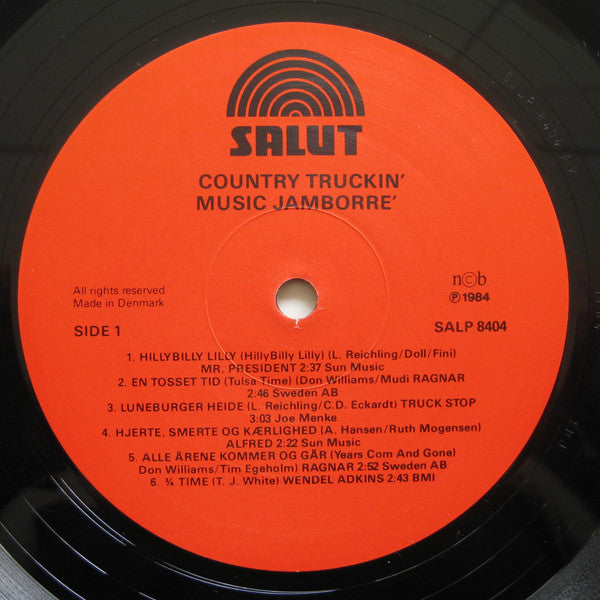 SALUT
COUNTRY TRUCKIN'
MUSIC JAMBORRE'
All rights reserved
Made in Denmark
n©b
℗ 1984
SIDE 1
SALP 8404
1. HILLYBILLY LILLY (HillyBilly Lilly) (L. Reichling/Doll/Fini)
MR. PRESIDENT 2:37 Sun Music
2. EN TOSSET TID (Tulsa Time) (Don Williams/Mudi RAGNAR
2:46 Sweden AB
3. LUNEBURGER HEIDE (L. Reichling/C.D. Eckardt) TRUCK STOP
3:03 Joe Menke
4. HJERTE, SMERTE OG KÆRLIGHED (A. Hansen/Ruth Mogensen)
ALFRED 2:22 Sun Music
5. ALLE ÅRENE KOMMER OG GÅR (Years Com And Gone)
Don Williams/Tim Egeholm) RAGNAR 2:52 Sweden AB
6. ¾ TIME (T. J. White) WENDEL ADKINS 2:43 BMI